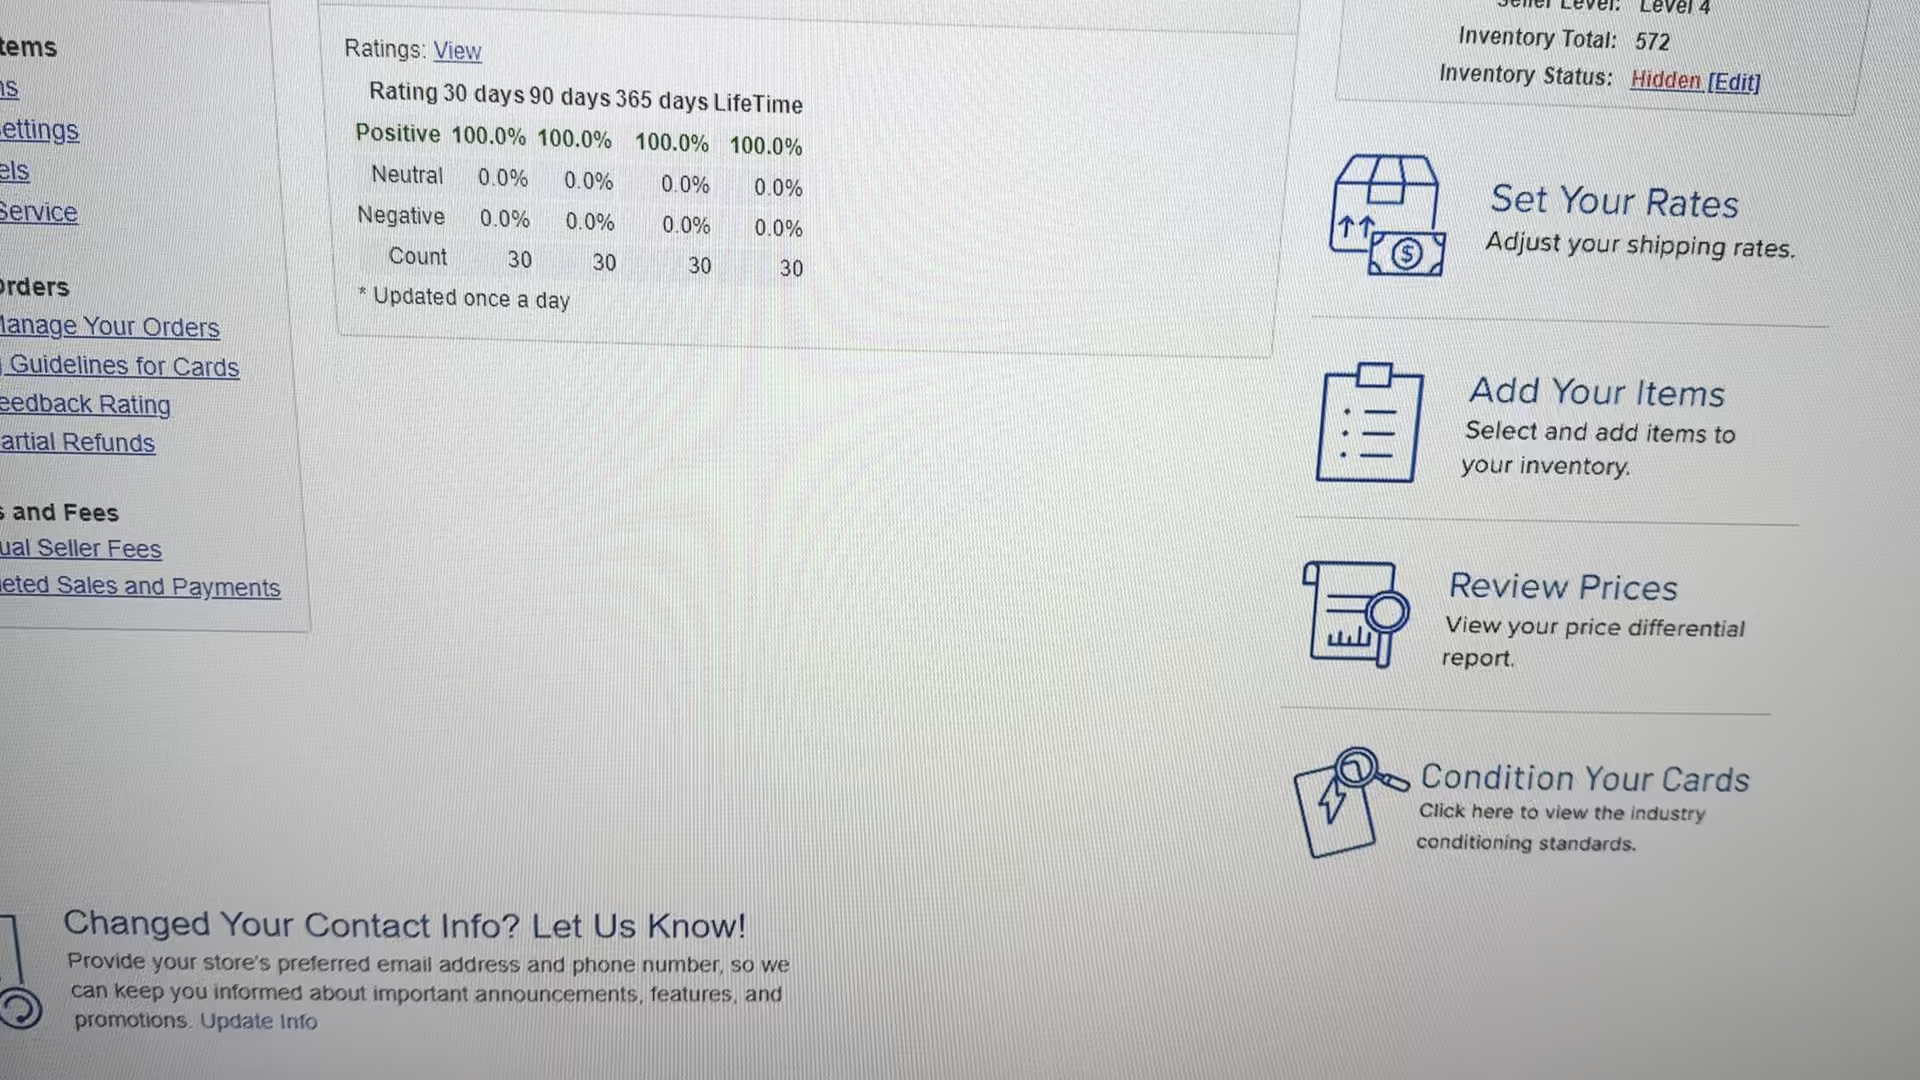 tems
ns
ettings
els
Service
Orders
Manage Your Orders
Guidelines for Cards
eedback Rating
artial Refunds
s and Fees
ual Seller Fees
eted Sales and Payments
Ratings: View
Rating 30 days 90 days 365 days LifeTime
Positive 100.0% 100.0% 100.0% 100.0%
Neutral 0.0% 0.0% 0.0% 0.0%
Negative 0.0% 0.0% 0.0% 0.0%
Count 30 30 30 30
* Updated once a day
Seller Level: Level 4
Inventory Total: 572
Inventory Status: Hidden [Edit]
Set Your Rates
Adjust your shipping rates.
Add Your Items
Select and add items to
your inventory.
Review Prices
View your price differential
report.
Condition Your Cards
Click here to view the industry
conditioning standards.
Changed Your Contact Info? Let Us Know!
Provide your store's preferred email address and phone number, so we
can keep you informed about important announcements, features, and
promotions. Update Info